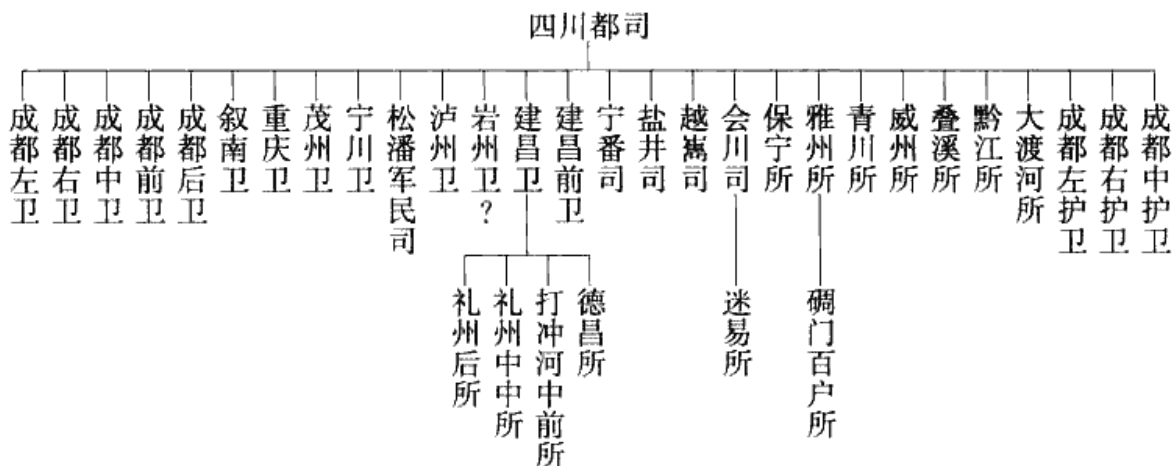 四川都司
成都左卫
成都右卫
成都中卫
成都前卫
成都后卫
叙南卫
重庆卫
茂州卫
宁川卫
松潘军民司
泸州卫
岩州卫?
建昌卫
建昌前卫
宁番司
盐井司
越嶲司
会川司
保宁所
雅州所
青川所
威州所
叠溪所
黔江所
大渡河所
成都左护卫
成都右护卫
成都中护卫
礼州后所
礼州中中所
打冲河中前所
德昌所
迷易所
碉门百户所